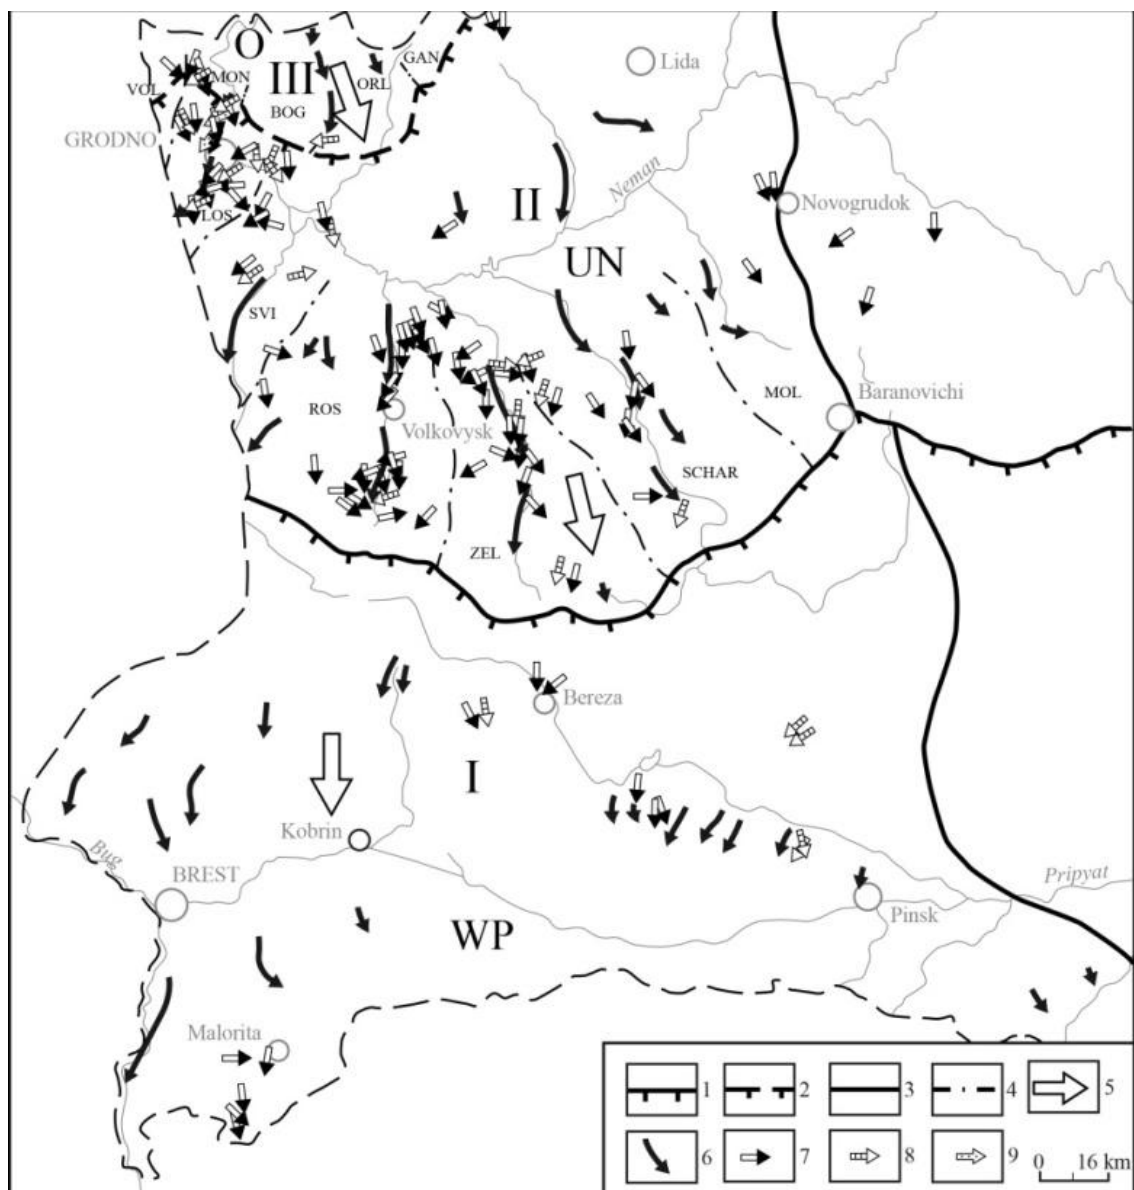 O
GAN
Lida
VOL
MON
III
ORL
BOG
GRODNO
Neman
II
Novogrudok
LOS
UN
SVI
MOL
Baranovichi
ROS
Volkovysk
SCHAR
ZEL
Bereza
I
Kobrin
Bug
BREST
Pripyat
Pinsk
WP
Malorita
1
2
3
4
5
6
7
8
9
0 16 km